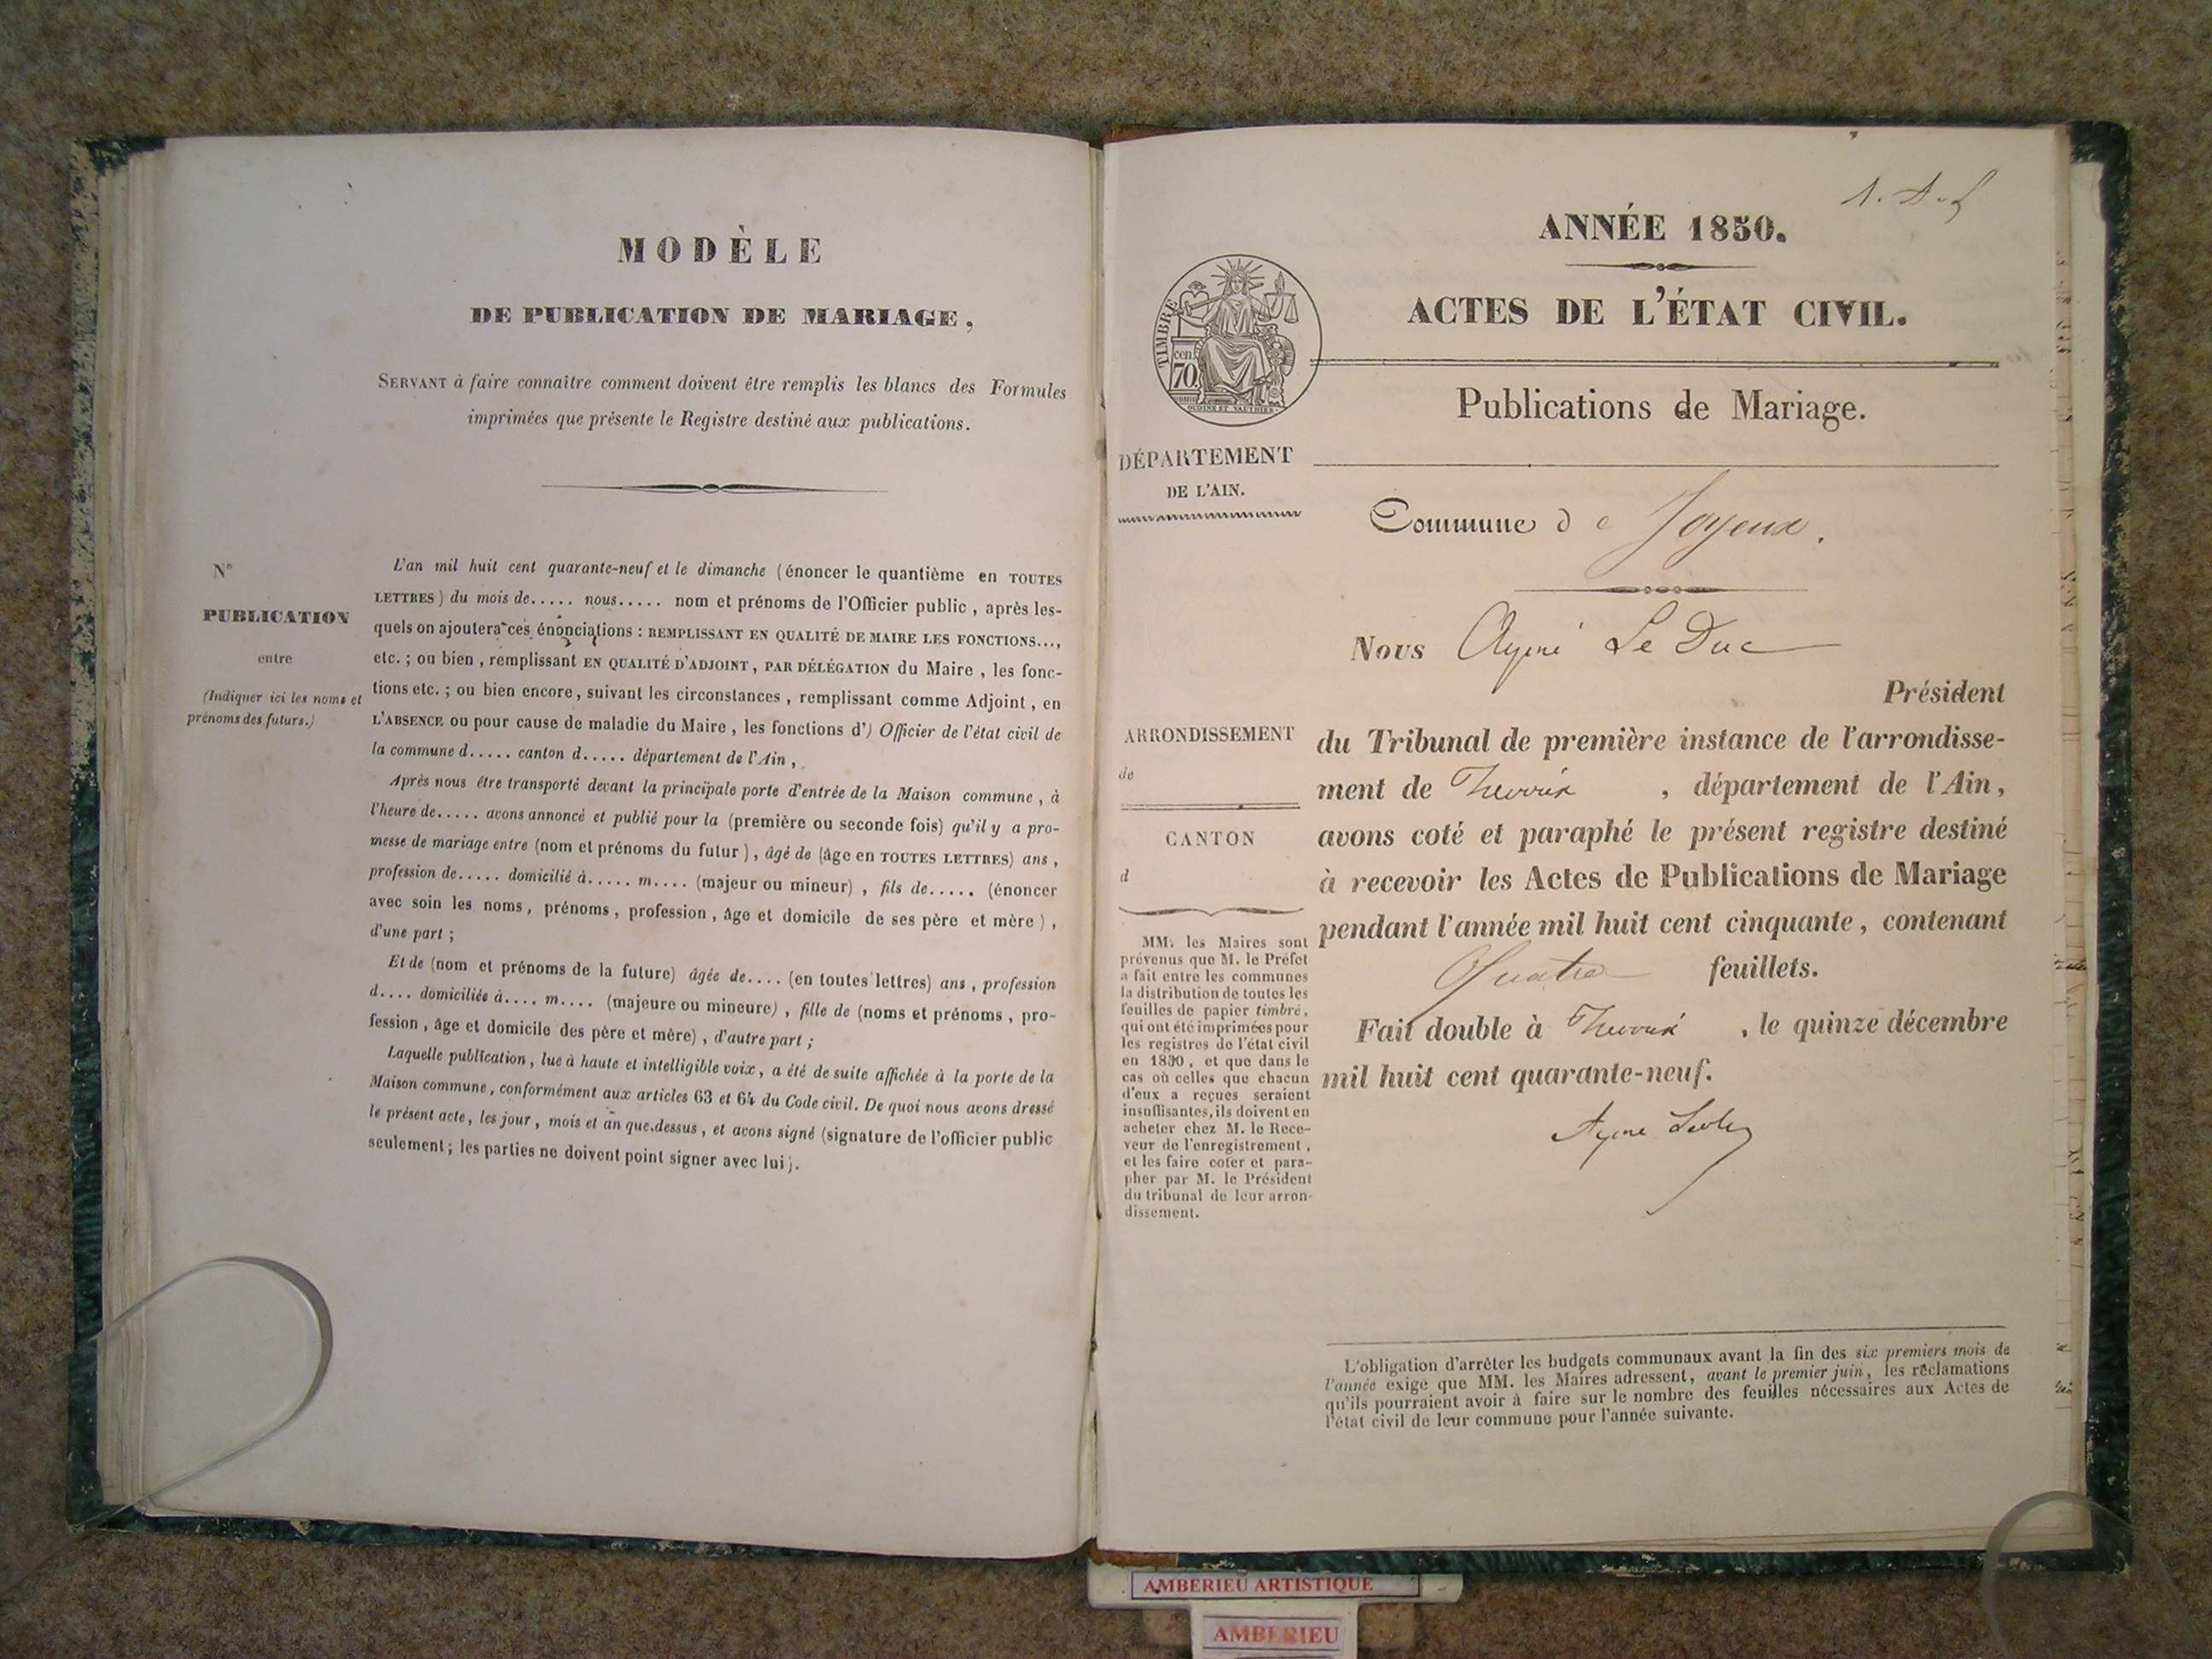 MODÈLE
DE PUBLICATION DE MARIAGE,
SERVANT à faire connaître comment doivent être remplis les blancs des Formules
imprimées que présente le Registre destiné aux publications.
N°
PUBLICATION
entre
(Indiquer ici les noms et
prénoms des futurs.)
L'an mil huit cent quarante-neuf et le dimanche (énoncer le quantième en TOUTES
LETTRES) du mois de..... nous..... nom et prénoms de l'Officier public, après les-
quels on ajoutera ces énonciations : REMPLISSANT EN QUALITÉ DE MAIRE LES FONCTIONS...,
etc. ; ou bien, remplissant EN QUALITÉ D'ADJOINT, PAR DÉLÉGATION du Maire, les fonc-
tions etc. ; ou bien encore, suivant les circonstances, remplissant comme Adjoint, en
L'ABSENCE ou pour cause de maladie du Maire, les fonctions d') Officier de l'état civil de
la commune d..... canton d..... département de l'Ain,
Après nous être transporté devant la principale porte d'entrée de la Maison commune, à
l'heure de..... avons annoncé et publié pour la (première ou seconde fois) qu'il y a pro-
messe de mariage entre (nom et prénoms du futur), âgé de (âge en TOUTES LETTRES) ans,
profession de..... domicilié à..... m.... (majeur ou mineur), fils de..... (énoncer
avec soin les noms, prénoms, profession, âge et domicile de ses père et mère),
d'une part ;
Et de (nom et prénoms de la future) âgée de.... (en toutes lettres) ans, profession
d.... domiciliée à.... m.... (majeure ou mineure), fille de (noms et prénoms, pro-
fession, âge et domicile des père et mère), d'autre part ;
Laquelle publication, lue à haute et intelligible voix, a été de suite affichée à la porte de la
Maison commune, conformément aux articles 63 et 64 du Code civil. De quoi nous avons dressé
le présent acte, les jour, mois et an que.dessus, et avons signé (signature de l'officier public
seulement ; les parties ne doivent point signer avec lui).
ANNÉE 1850.
ACTES DE L'ÉTAT CIVIL.
TIMBRE
cen.
70
Publications de Mariage.
DÉPARTEMENT
DE L'AIN.
Commune de Joyeux.
Nous Aymé Le Duc
Président
ARRONDISSEMENT
de
du Tribunal de première instance de l'arrondisse-
ment de Trévoux, département de l'Ain,
CANTON
d
avons coté et paraphé le présent registre destiné
à recevoir les Actes de Publications de Mariage
pendant l'année mil huit cent cinquante, contenant
Quatre feuillets.
Fait double à Trévoux, le quinze décembre
mil huit cent quarante-neuf.
MM. les Maires sont
prévenus que M. le Préfet
a fait entre les communes
la distribution de toutes les
feuilles de papier timbré,
qui ont été imprimées pour
les registres de l'état civil
en 1850, et que dans le
cas où celles que chacun
d'eux a reçues seraient
insuffisantes, ils doivent en
acheter chez M. le Rece-
veur de l'enregistrement,
et les faire coter et para-
pher par M. le Président
du tribunal de leur arron-
dissement.
L'obligation d'arrêter les budgets communaux avant la fin des six premiers mois de
l'année exige que MM. les Maires adressent, avant le premier juin, les réclamations
qu'ils pourraient avoir à faire sur le nombre des feuilles nécessaires aux Actes de
l'état civil de leur commune pour l'année suivante.
AMBERIEU ARTISTIQUE
AMBERIEU